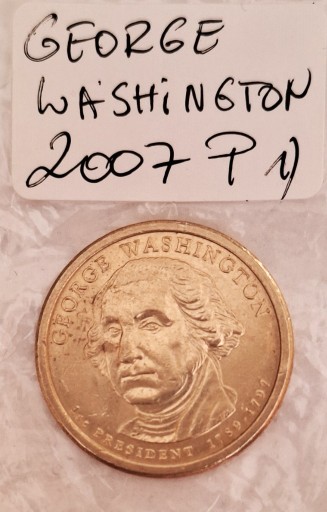 GEORGE
WASHiNGTON
2007 P 1)
GEORGE WASHINGTON
1st PRESIDENT 1789-1797